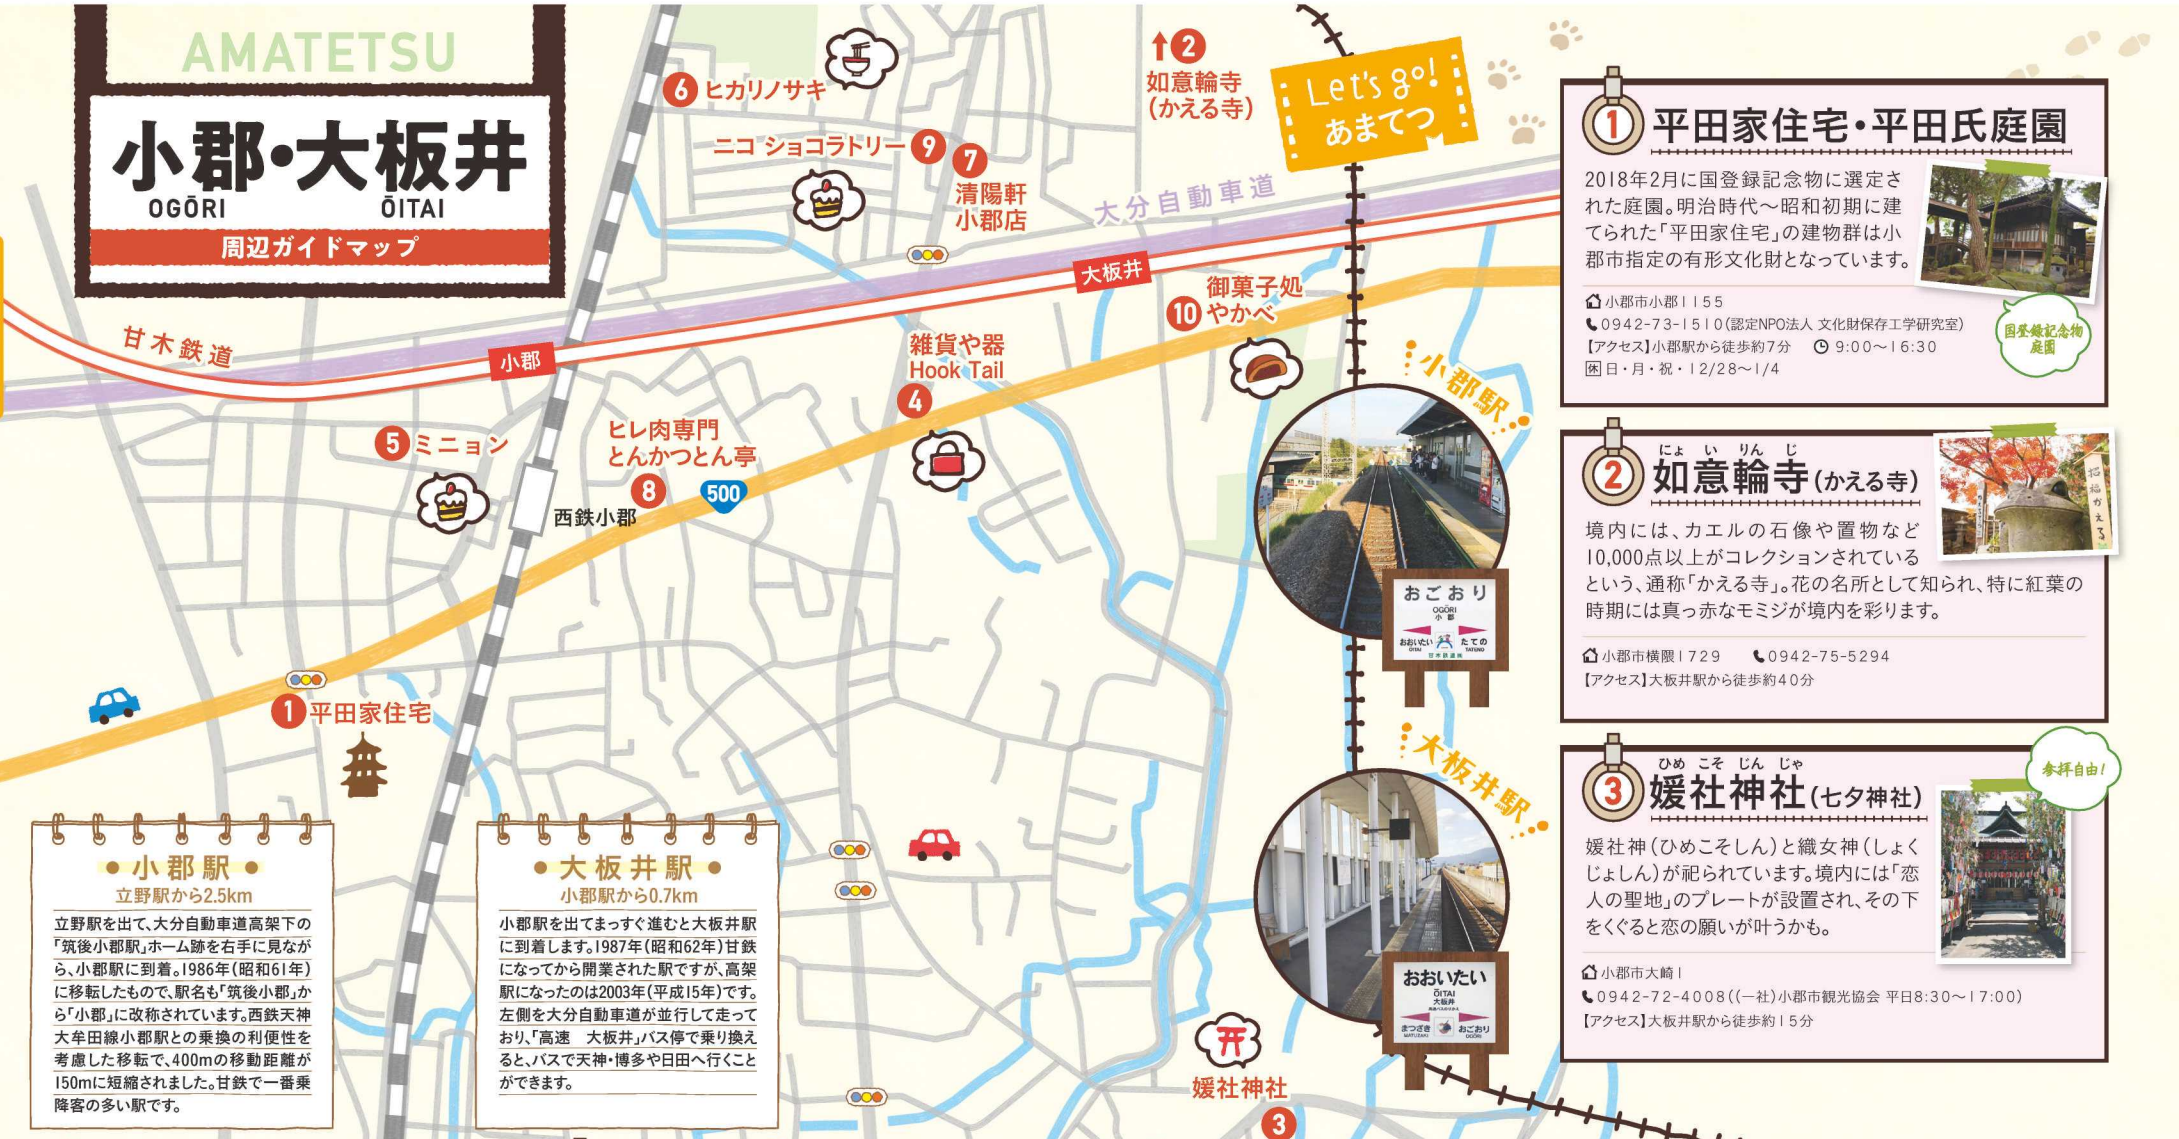 AMATETSU
小郡・大板井
OGŌRI ŌITAI
周辺ガイドマップ
甘木鉄道
小郡
大板井
大分自動車道
6 ヒカリノサキ
ニコ ショコラトリー 9
7
清陽軒
小郡店
↑2
如意輪寺
(かえる寺)
Let's go!
あまてつ
御菓子処
10 やかべ
雑貨や器
Hook Tail
4
5 ミニョン
ヒレ肉専門
とんかつとん亭
8
500
西鉄小郡
1 平田家住宅
媛社神社
3
小郡駅
おごおり
OGŌRI
小郡
おおいたい たての
ŌITAI TATENO
甘木鉄道㈱
大板井駅
おおいたい
ŌITAI
大板井
まつざき おごおり
MATUZAKI OGŌRI
• 小郡駅 •
立野駅から2.5km
立野駅を出て、大分自動車道高架下の
「筑後小郡駅」ホーム跡を右手に見なが
ら、小郡駅に到着。1986年(昭和61年)
に移転したもので、駅名も「筑後小郡」か
ら「小郡」に改称されています。西鉄天神
大牟田線小郡駅との乗換の利便性を
考慮した移転で、400mの移動距離が
150mに短縮されました。甘鉄で一番乗
降客の多い駅です。
• 大板井駅 •
小郡駅から0.7km
小郡駅を出てまっすぐ進むと大板井駅
に到着します。1987年(昭和62年)甘鉄
になってから開業された駅ですが、高架
駅になったのは2003年(平成15年)です。
左側を大分自動車道が並行して走って
おり、「高速 大板井」バス停で乗り換え
ると、バスで天神・博多や日田へ行くこと
ができます。
1 平田家住宅・平田氏庭園
2018年2月に国登録記念物に選定さ
れた庭園。明治時代～昭和初期に建
てられた「平田家住宅」の建物群は小
郡市指定の有形文化財となっています。
小郡市小郡1155
0942-73-1510(認定NPO法人 文化財保存工学研究室)
【アクセス】小郡駅から徒歩約7分 9:00～16:30
休 日・月・祝・12/28～1/4
国登録記念物
庭園
にょ い りん じ
2 如意輪寺(かえる寺)
招福がえる
境内には、カエルの石像や置物など
10,000点以上がコレクションされている
という、通称「かえる寺」。花の名所として知られ、特に紅葉の
時期には真っ赤なモミジが境内を彩ります。
小郡市横隈1729 0942-75-5294
【アクセス】大板井駅から徒歩約40分
ひめ こそ じん じゃ
3 媛社神社(七夕神社)
参拝自由!
媛社神(ひめこそしん)と織女神(しょく
じょしん)が祀られています。境内には「恋
人の聖地」のプレートが設置され、その下
をくぐると恋の願いが叶うかも。
小郡市大崎1
0942-72-4008((一社)小郡市観光協会 平日8:30～17:00)
【アクセス】大板井駅から徒歩約15分